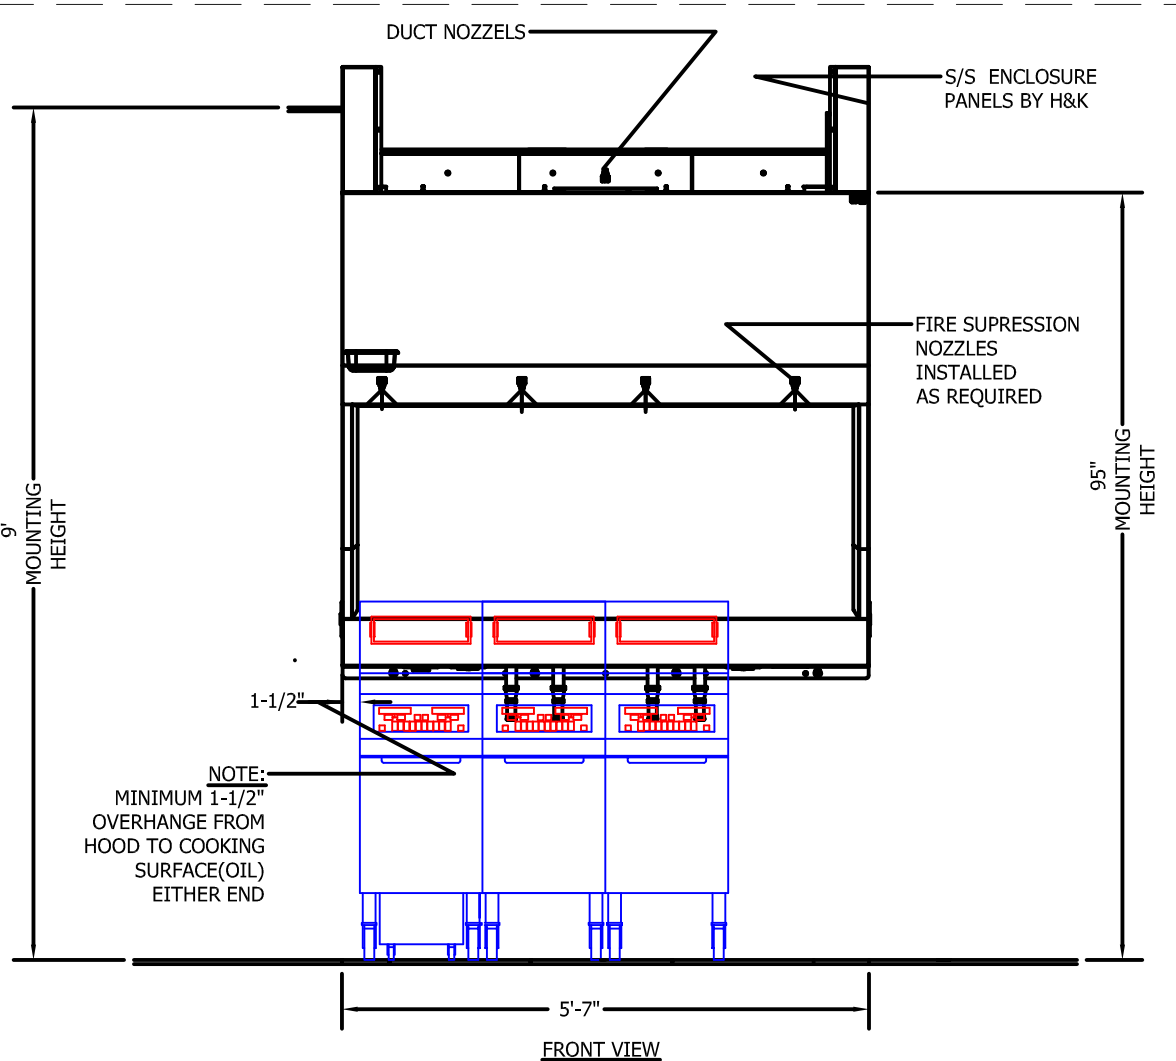 DUCT NOZZELS
S/S ENCLOSURE
PANELS BY H&K
FIRE SUPRESSION
NOZZLES
INSTALLED
AS REQUIRED
9'
MOUNTING
HEIGHT
95"
MOUNTING
HEIGHT
1-1/2"
NOTE:
MINIMUM 1-1/2"
OVERHANGE FROM
HOOD TO COOKING
SURFACE(OIL)
EITHER END
5'-7"
FRONT VIEW